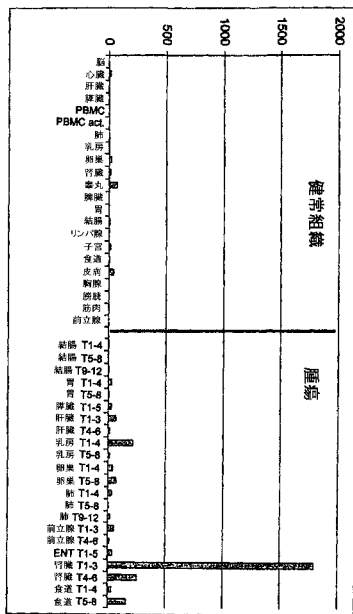 0
500
1000
1500
2000
脳
心臓
肝臓
膵臓
PBMC
PBMC act.
肺
乳房
卵巣
腎臓
睾丸
脾臓
胃
結腸
リンパ腺
子宮
食道
皮膚
胸腺
膀胱
筋肉
前立腺
健常組織
結腸 T1-4
結腸 T5-8
結腸 T9-12
胃 T1-4
胃 T5-8
膵臓 T1-5
肝臓 T1-3
肝臓 T4-6
乳房 T1-4
乳房 T5-8
卵巣 T1-4
卵巣 T5-8
肺 T1-4
肺 T5-8
肺 T9-12
前立腺 T1-3
前立腺 T4-6
ENT T1-5
腎臓 T1-3
腎臓 T4-6
食道 T1-4
食道 T5-8
腫瘍